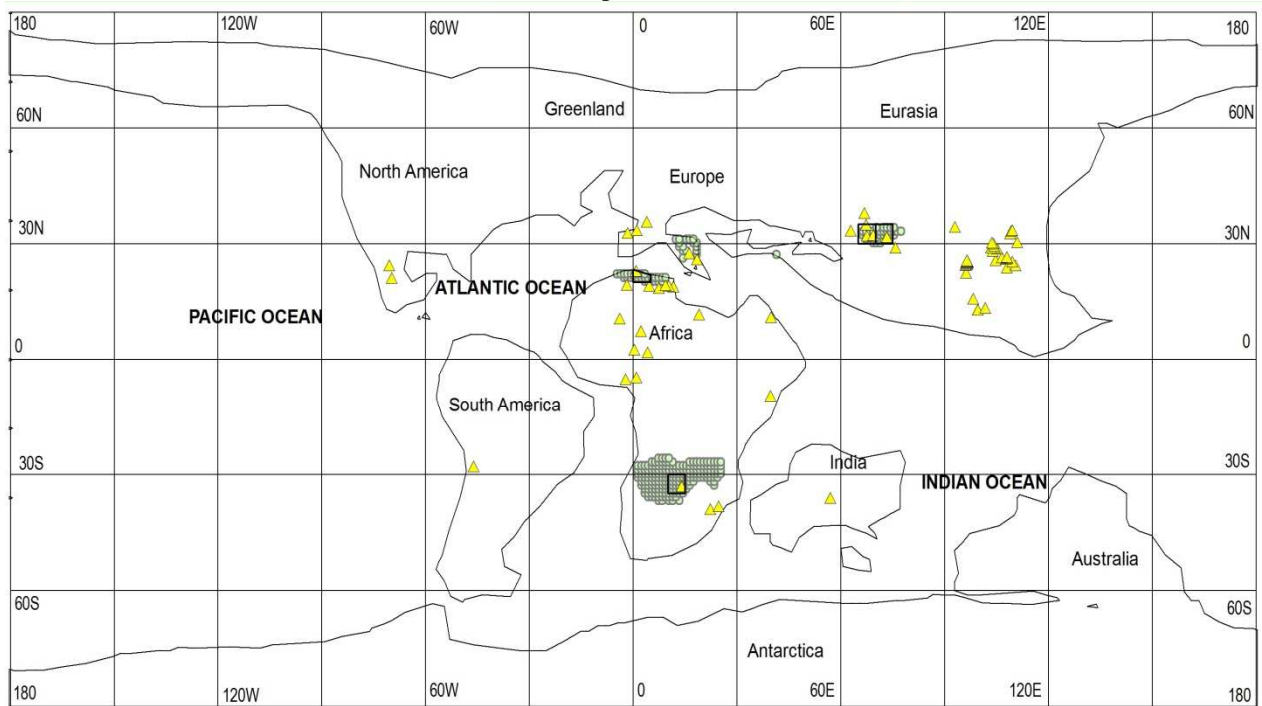 180 120W 60W 0 60E 120E 180
Greenland Eurasia
60N 60N
North America Europe
30N 30N
ATLANTIC OCEAN
PACIFIC OCEAN Africa
0 0
South America
India
30S 30S
INDIAN OCEAN
Australia
60S 60S
Antarctica
180 120W 60W 0 60E 120E 180